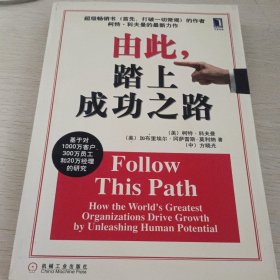 超级畅销书《首先，打破一切常规》的作者
柯特·科夫曼的最新力作
由此，
踏上
成功之路
（美）柯特·科夫曼
（美）加布里埃尔·冈萨雷斯-莫利纳 著
（中）方晓光
基于对
1000万客户
300万员工
和20万经理
的研究
Follow
This Path
How the World's Greatest
Organizations Drive Growth
by Unleashing Human Potential
机械工业出版社
China Machine Press